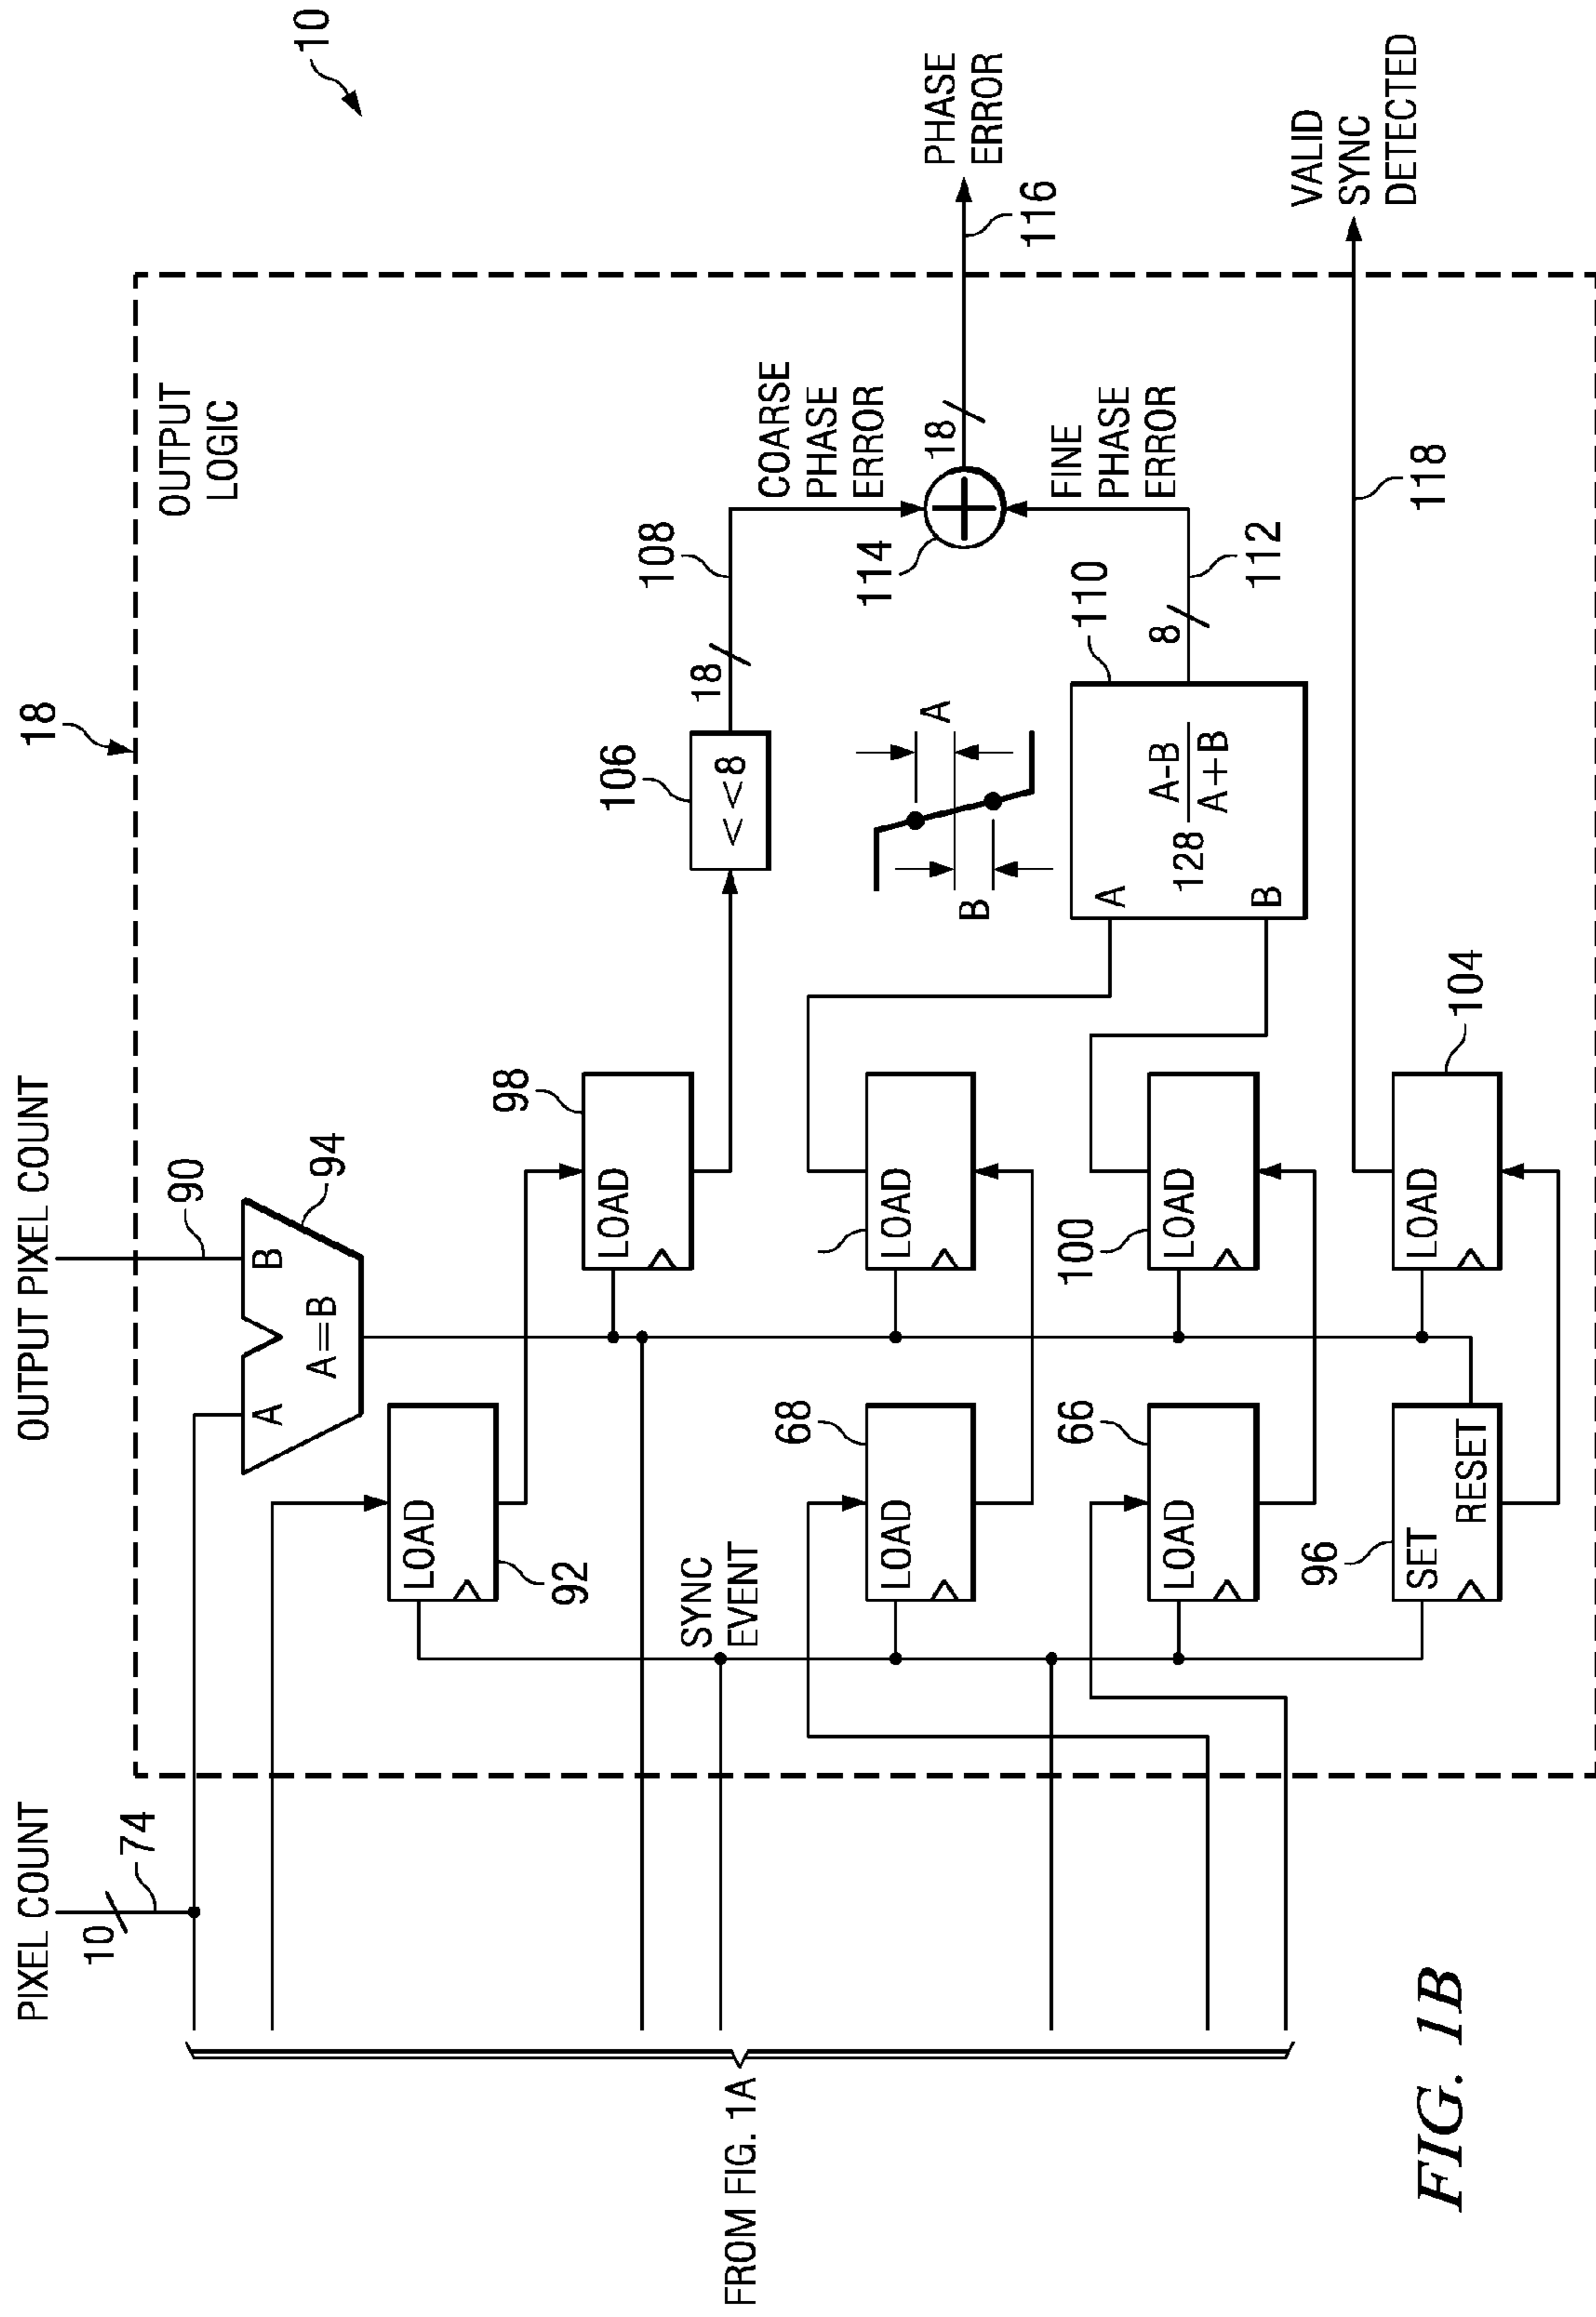 OUTPUT PIXEL COUNT
PIXEL COUNT
10
74
90
18
10
OUTPUT
LOGIC
A
B
A=B
94
LOAD
92
LOAD
98
106
<<8
18
108
COARSE
PHASE
ERROR
SYNC
EVENT
68
LOAD
LOAD
A
B
114
18
116
PHASE
ERROR
66
LOAD
100
LOAD
A
B
128 A-B
A+B
110
8
112
FINE
PHASE
ERROR
96
SET
RESET
LOAD
104
118
VALID
SYNC
DETECTED
FROM FIG. 1A
FIG. 1B